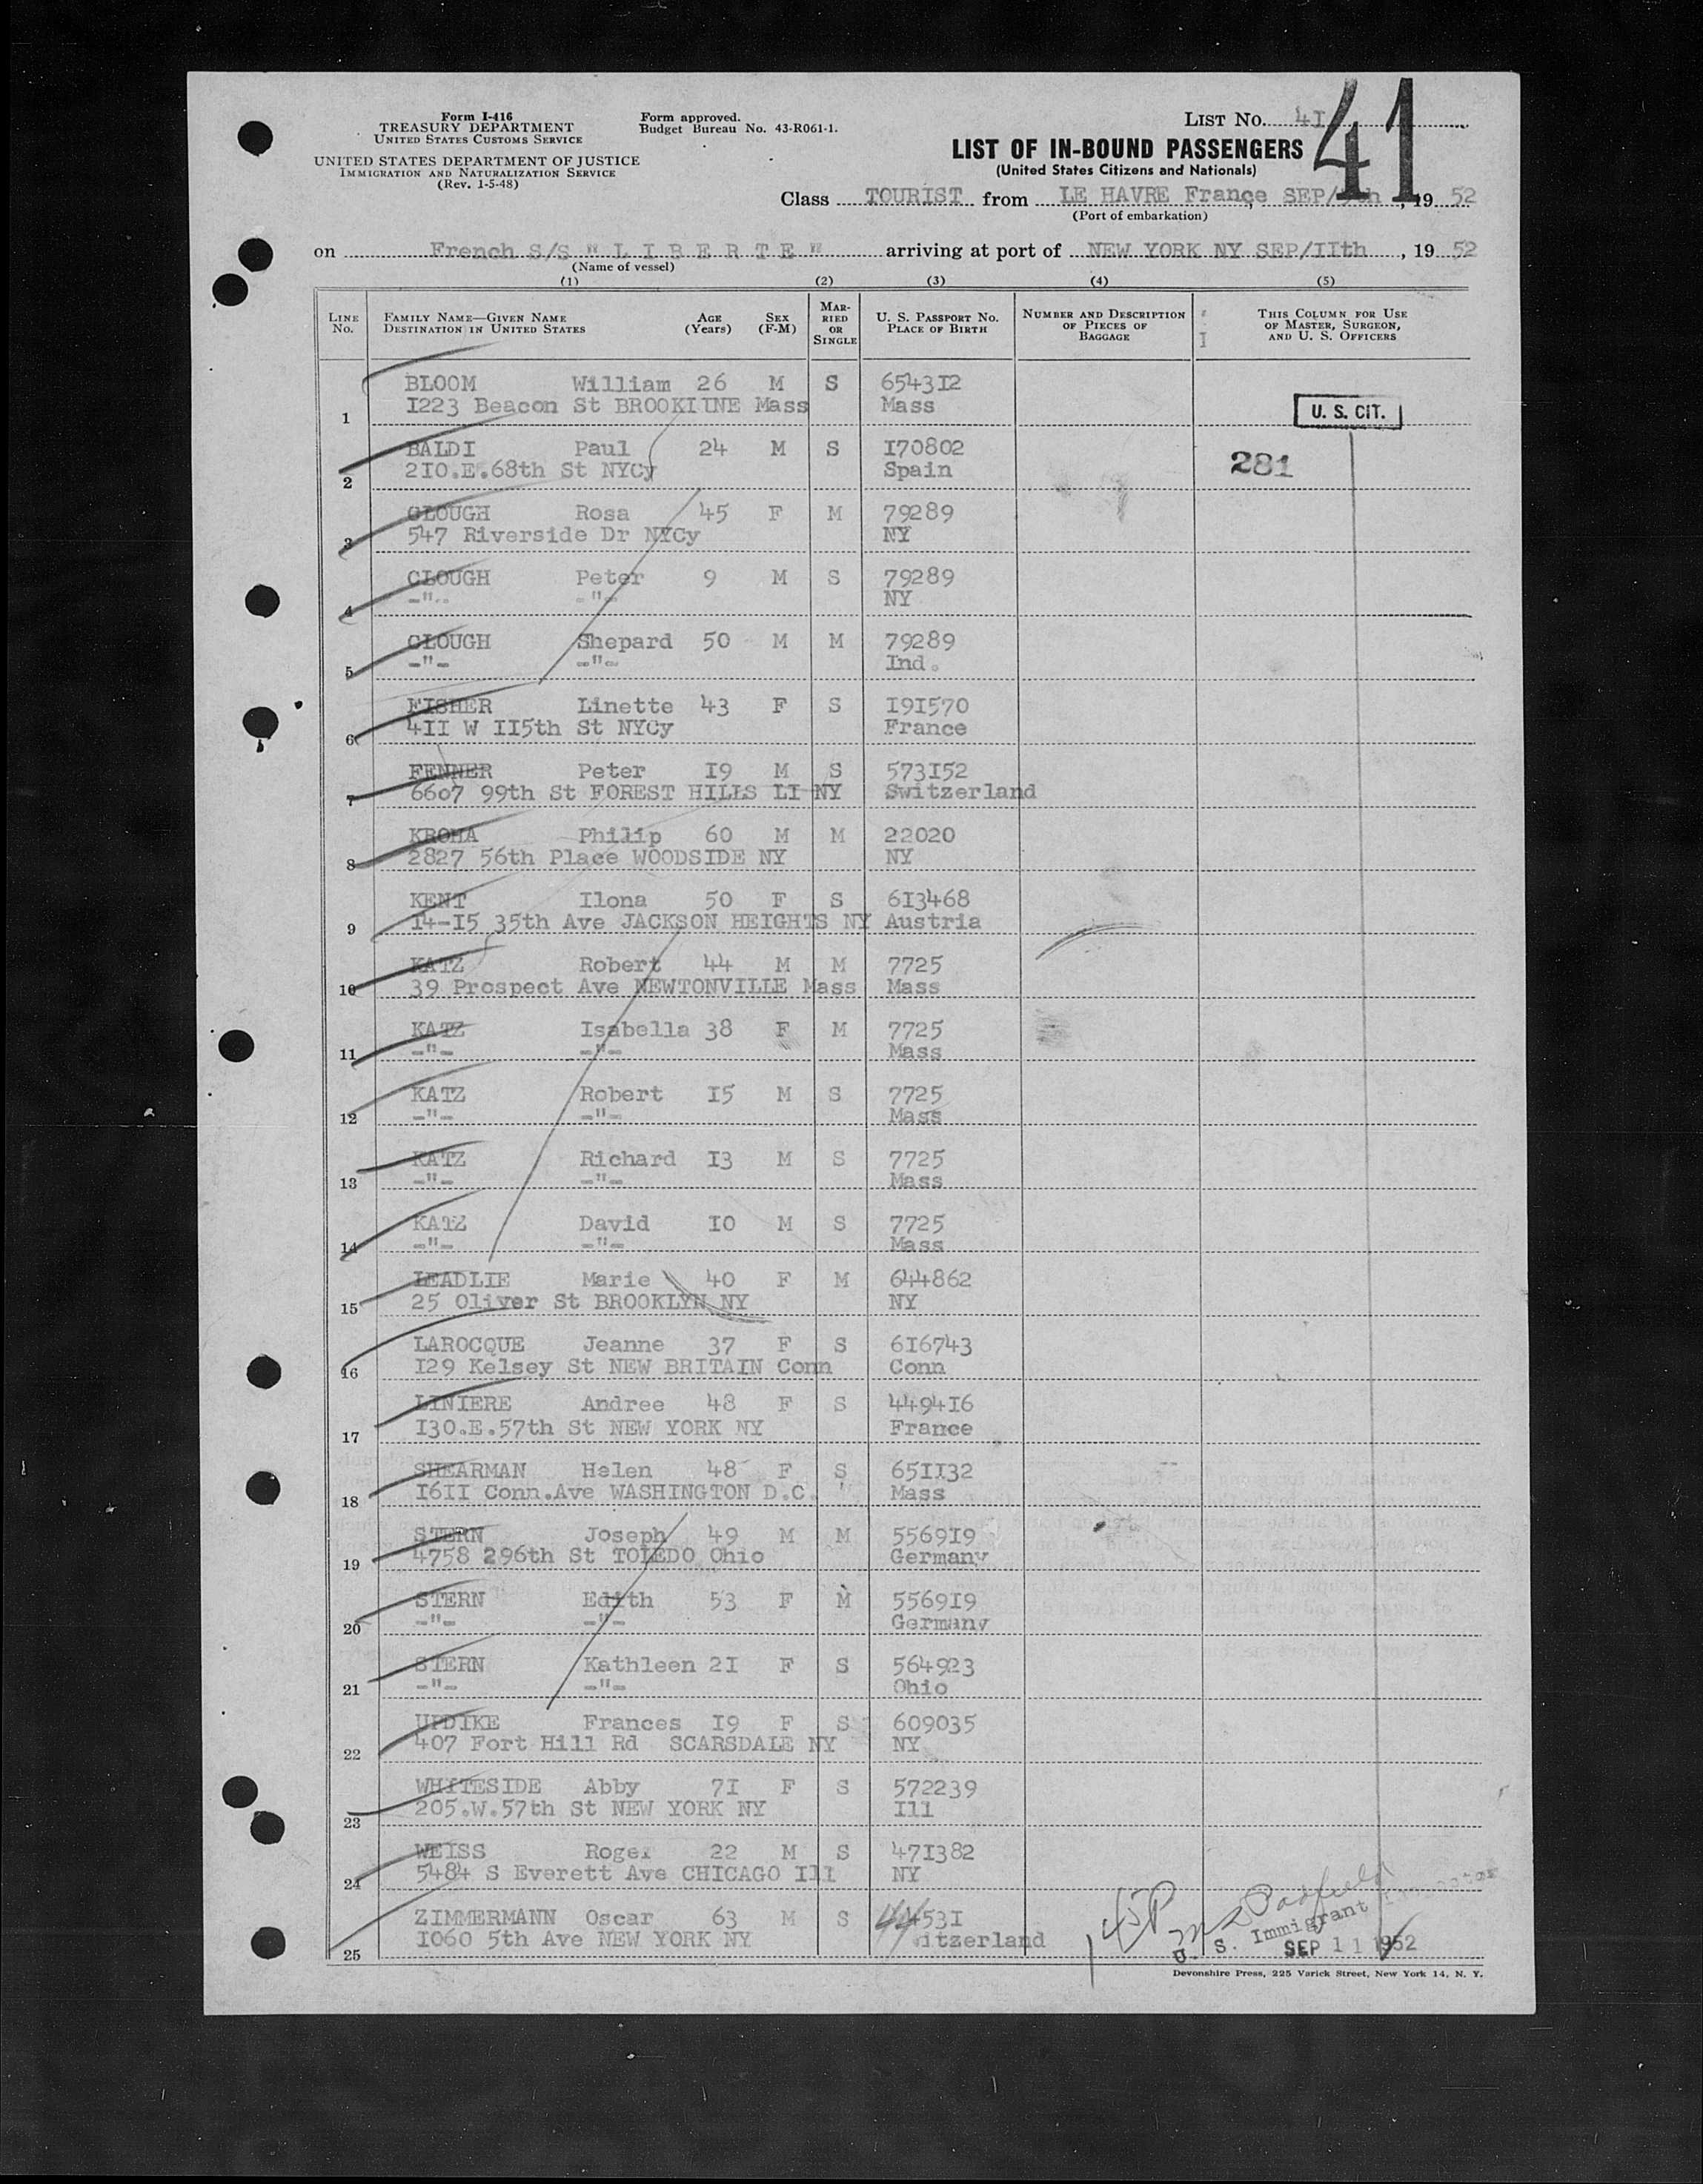 Form I-416
TREASURY DEPARTMENT
UNITED STATES CUSTOMS SERVICE
UNITED STATES DEPARTMENT OF JUSTICE
IMMIGRATION AND NATURALIZATION SERVICE
(Rev. 1-5-48)
Form approved.
Budget Bureau No. 43-R061-1.
LIST No. 4I
41
LIST OF IN-BOUND PASSENGERS
(United States Citizens and Nationals)
Class TOURIST from LE HAVRE France, SEP/ th, 19 52
(Port of embarkation)
on French S/S " L I B E R T E " arriving at port of NEW YORK NY SEP/IIth, 19 52
(Name of vessel)
(1) (2) (3) (4) (5)
LINE No. FAMILY NAME—GIVEN NAME DESTINATION IN UNITED STATES AGE (Years) SEX (F-M) MARRIED OR SINGLE U. S. PASSPORT NO. PLACE OF BIRTH NUMBER AND DESCRIPTION OF PIECES OF BAGGAGE THIS COLUMN FOR USE OF MASTER, SURGEON, AND U. S. OFFICERS
BLOOM William 26 M S 6543I2
1 I223 Beacon St BROOKIINE Mass Mass U. S. CIT.
BALDI Paul 24 M S I70802
2 2I0.E.68th St NYCy Spain 281
CLOUGH Rosa 45 F M 79289
3 547 Riverside Dr NYCy NY
CLOUGH Peter 9 M S 79289
4 -"- -"- NY
CLOUGH Shepard 50 M M 79289
5 -"- -"- Ind.
FISHER Linette 43 F S I9I570
6 4II W II5th St NYCy France
FENNER Peter I9 M S 573I52
7 6607 99th St FOREST HILLS LI NY Switzerland
KROHA Philip 60 M M 22020
8 2827 56th Place WOODSIDE NY NY
KENT Ilona 50 F S 6I3468
9 I4-I5 35th Ave JACKSON HEIGHTS NY Austria
KATZ Robert 44 M M 7725
10 39 Prospect Ave NEWTONVILLE Mass Mass
KATZ Isabella 38 F M 7725
11 -"- -"- Mass
KATZ Robert I5 M S 7725
12 -"- -"- Mass
KATZ Richard I3 M S 7725
13 -"- -"- Mass
KATZ David I0 M S 7725
14 -"- -"- Mass
LEADLIE Marie 40 F M 644862
15 25 Oliver St BROOKLYN NY NY
LAROCQUE Jeanne 37 F S 6I6743
16 I29 Kelsey St NEW BRITAIN Conn Conn
LINIERE Andree 48 F S 4494I6
17 I30.E.57th St NEW YORK NY France
SHEARMAN Helen 48 F S 65II32
18 I6II Conn.Ave WASHINGTON D.C. Mass
STERN Joseph 49 M M 5569I9
19 4758 296th St TOLEDO Ohio Germany
STERN Edith 53 F M 5569I9
20 -"- -"- Germany
STERN Kathleen 2I F S 564923
21 -"- -"- Ohio
UPDIKE Frances I9 F S 609035
22 407 Fort Hill Rd SCARSDALE NY NY
WHITESIDE Abby 7I F S 572239
23 205.W.57th St NEW YORK NY Ill
WEISS Roger 22 M S 47I382
24 5484 S Everett Ave CHICAGO Ill NY
ZIMMERMANN Oscar 63 M S 44531
25 I060 5th Ave NEW YORK NY itzerland
U. S. Immigrant
SEP 11 1952
Devonshire Press, 225 Varick Street, New York 14, N. Y.